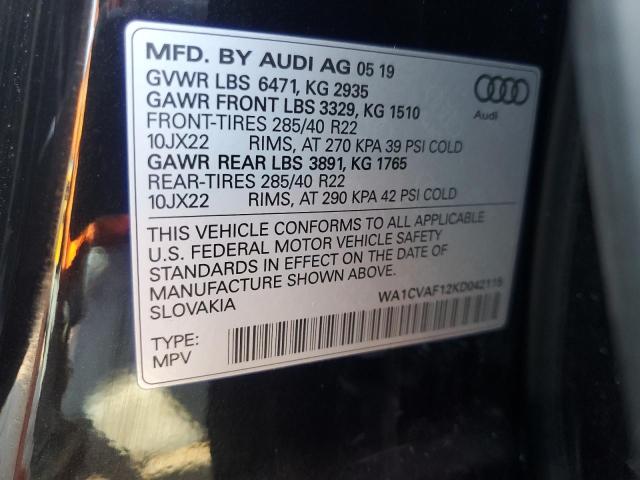 MFD. BY AUDI AG 05 19
GVWR LBS 6471, KG 2935
GAWR FRONT LBS 3329, KG 1510
FRONT-TIRES 285/40 R22
10JX22 RIMS, AT 270 KPA 39 PSI COLD
GAWR REAR LBS 3891, KG 1765
REAR-TIRES 285/40 R22
10JX22 RIMS, AT 290 KPA 42 PSI COLD
Audi
THIS VEHICLE CONFORMS TO ALL APPLICABLE
U.S. FEDERAL MOTOR VEHICLE SAFETY
STANDARDS IN EFFECT ON THE DATE OF
MANUFACTURE SHOWN ABOVE.
SLOVAKIA
WA1CVAF12KD042115
TYPE:
MPV